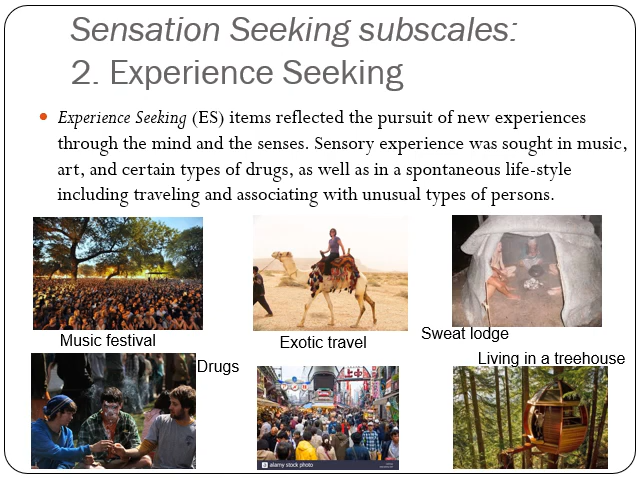 Sensation Seeking subscales:
2. Experience Seeking
Experience Seeking (ES) items reflected the pursuit of new experiences
through the mind and the senses. Sensory experience was sought in music,
art, and certain types of drugs, as well as in a spontaneous life-style
including traveling and associating with unusual types of persons.
Music festival
Exotic travel
Sweat lodge
Drugs
Living in a treehouse
上中
a alamy stock photo